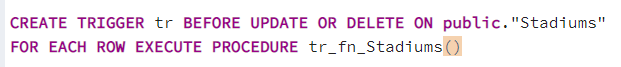 CREATE TRIGGER tr BEFORE UPDATE OR DELETE ON public."Stadiums"
FOR EACH ROW EXECUTE PROCEDURE tr_fn_Stadiums()